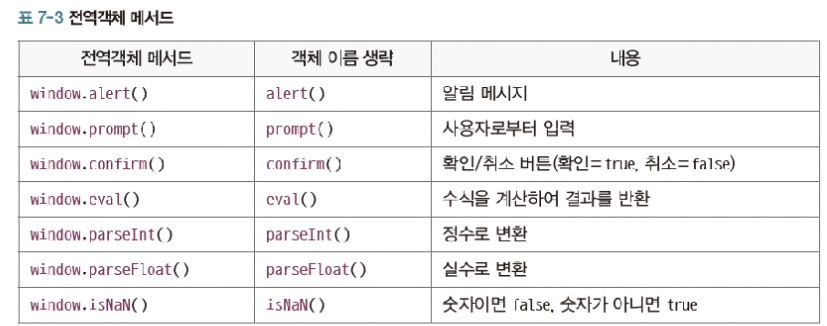 표 7-3 전역객체 메서드
전역객체 메서드 객체 이름 생략 내용
window.alert() alert() 알림 메시지
window.prompt() prompt() 사용자로부터 입력
window.confirm() confirm() 확인/취소 버튼(확인=true, 취소=false)
window.eval() eval() 수식을 계산하여 결과를 반환
window.parseInt() parseInt() 정수로 변환
window.parseFloat() parseFloat() 실수로 변환
window.isNaN() isNaN() 숫자이면 false, 숫자가 아니면 true